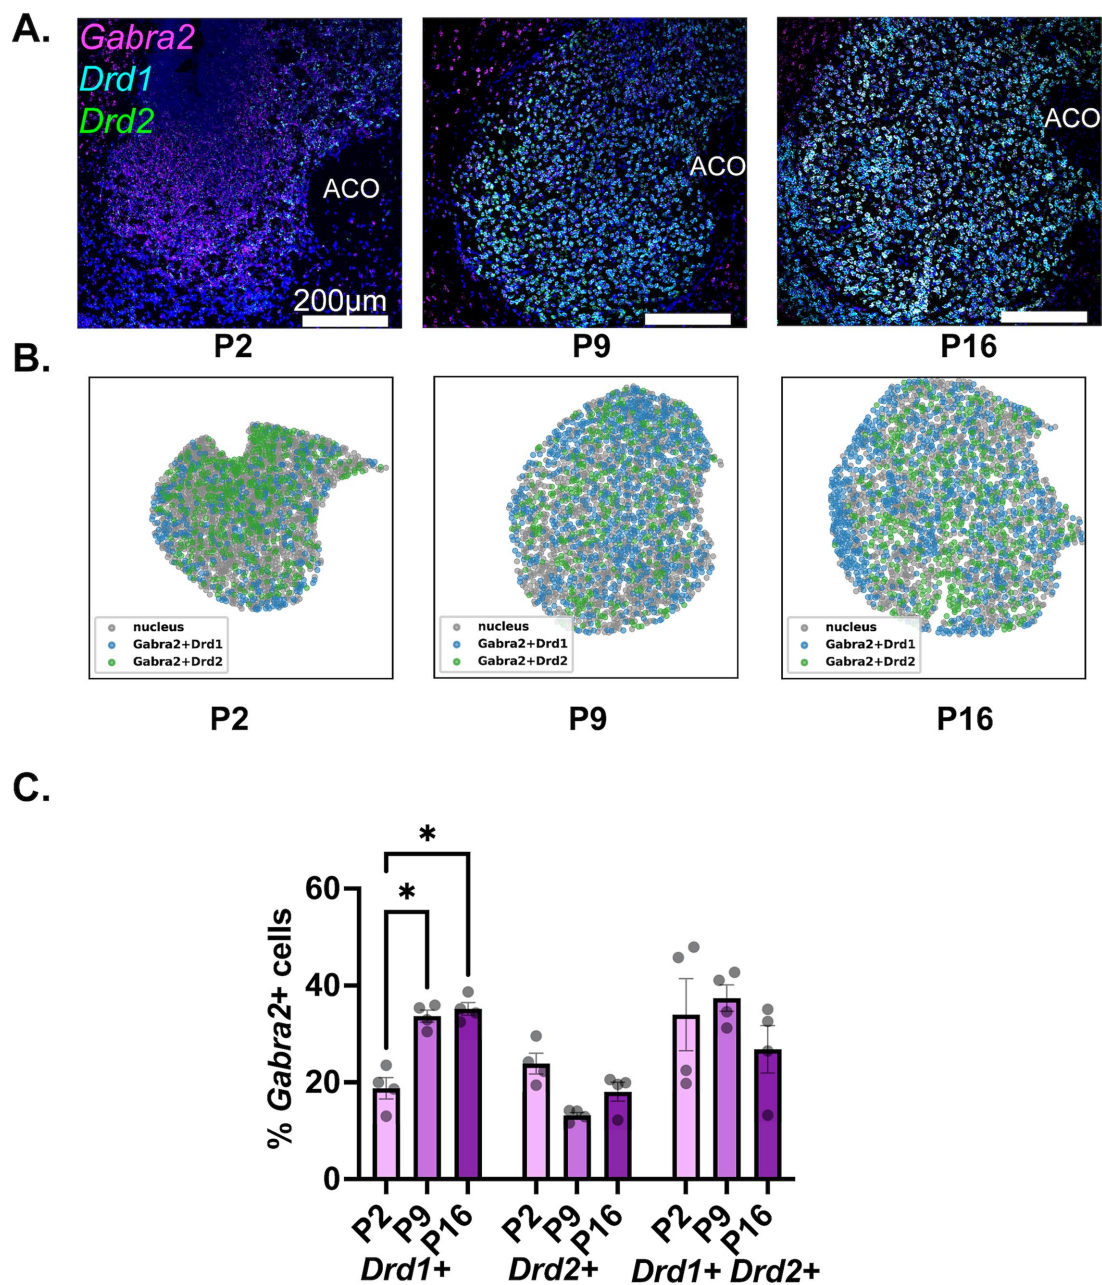 A.
Gabra2
Drd1
Drd2
ACO
ACO
ACO
200μm
P2
P9
P16
B.
nucleus
Gabra2+Drd1
Gabra2+Drd2
nucleus
Gabra2+Drd1
Gabra2+Drd2
nucleus
Gabra2+Drd1
Gabra2+Drd2
P2
P9
P16
C.
*
*
% Gabra2+ cells
60
40
20
0
P2 P9 P16 P2 P9 P16 P2 P9 P16
Drd1+ Drd2+ Drd1+ Drd2+